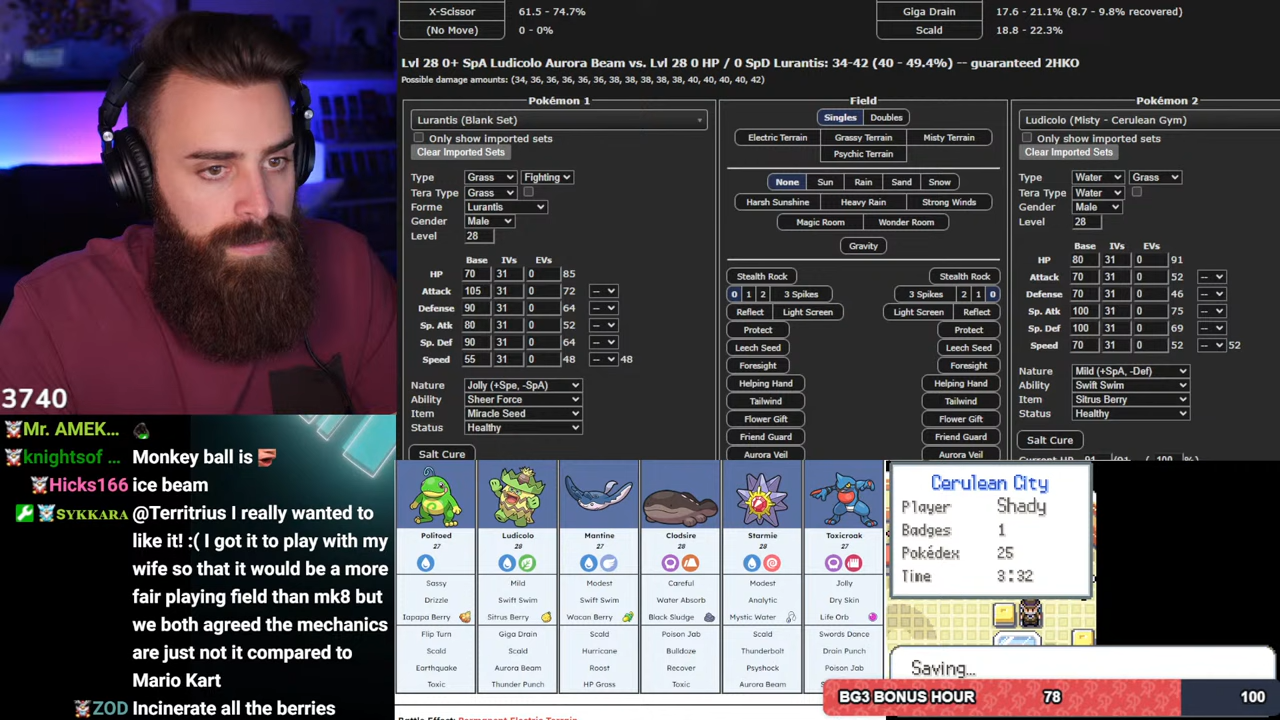 X-Scissor 61.5 - 74.7% Giga Drain 17.6 - 21.1% (8.7 - 9.8% recovered)
(No Move) 0 - 0% Scald 18.8 - 22.3%
Lvl 28 0+ SpA Ludicolo Aurora Beam vs. Lvl 28 0 HP / 0 SpD Lurantis: 34-42 (40 - 49.4%) -- guaranteed 2HKO
Possible damage amounts: (34, 36, 36, 36, 36, 36, 38, 38, 38, 38, 38, 40, 40, 40, 40, 42)
Pokémon 1
Lurantis (Blank Set)
Only show imported sets
Clear Imported Sets
Type Grass Fighting
Tera Type Grass
Forme Lurantis
Gender Male
Level 28
Base IVs EVs
HP 70 31 0 85
Attack 105 31 0 72 --
Defense 90 31 0 64 --
Sp. Atk 80 31 0 52 --
Sp. Def 90 31 0 64 --
Speed 55 31 0 48 -- 48
Nature Jolly (+Spe, -SpA)
Ability Sheer Force
Item Miracle Seed
Status Healthy
Salt Cure
Field
Singles Doubles
Electric Terrain Grassy Terrain Misty Terrain
Psychic Terrain
None Sun Rain Sand Snow
Harsh Sunshine Heavy Rain Strong Winds
Magic Room Wonder Room
Gravity
Stealth Rock Stealth Rock
0 1 2 3 Spikes 3 Spikes 2 1 0
Reflect Light Screen Light Screen Reflect
Protect Protect
Leech Seed Leech Seed
Foresight Foresight
Helping Hand Helping Hand
Tailwind Tailwind
Flower Gift Flower Gift
Friend Guard Friend Guard
Aurora Veil Aurora Veil
Pokémon 2
Ludicolo (Misty - Cerulean Gym)
Only show imported sets
Clear Imported Sets
Type Water Grass
Tera Type Water
Gender Male
Level 28
Base IVs EVs
HP 80 31 0 91
Attack 70 31 0 52 --
Defense 70 31 0 46 --
Sp. Atk 100 31 0 75 --
Sp. Def 100 31 0 69 --
Speed 70 31 0 52 -- 52
Nature Mild (+SpA, -Def)
Ability Swift Swim
Item Sitrus Berry
Status Healthy
Salt Cure
3740
Mr. AMEK...
knightsof ... Monkey ball is
Hicks166 ice beam
SYKKARA @Territrius I really wanted to
like it! :( I got it to play with my
wife so that it would be a more
fair playing field than mk8 but
we both agreed the mechanics
are just not it compared to
Mario Kart
ZOD Incinerate all the berries
Politoed
27
Sassy
Drizzle
Iapapa Berry
Flip Turn
Scald
Earthquake
Toxic
Ludicolo
28
Mild
Swift Swim
Sitrus Berry
Giga Drain
Scald
Aurora Beam
Thunder Punch
Mantine
27
Modest
Swift Swim
Wacan Berry
Scald
Hurricane
Roost
HP Grass
Clodsire
28
Careful
Water Absorb
Black Sludge
Poison Jab
Bulldoze
Recover
Toxic
Starmie
28
Modest
Analytic
Mystic Water
Scald
Thunderbolt
Psyshock
Aurora Beam
Toxicroak
27
Jolly
Dry Skin
Life Orb
Swords Dance
Drain Punch
Poison Jab
Cerulean City
Player Shady
Badges 1
Pokédex 25
Time 3:32
Saving...
BG3 BONUS HOUR 78 100